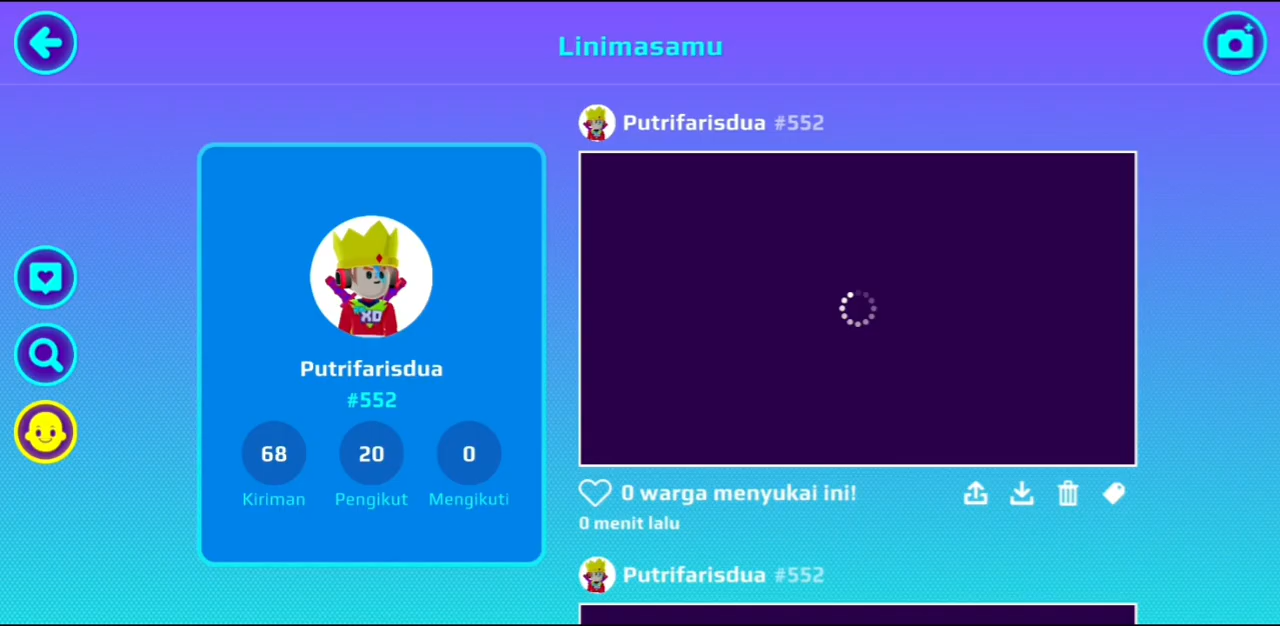 Linimasamu
Putrifarisdua #552
XD
Putrifarisdua
#552
68 20 0
Kiriman Pengikut Mengikuti
0 warga menyukai ini!
0 menit lalu
Putrifarisdua #552